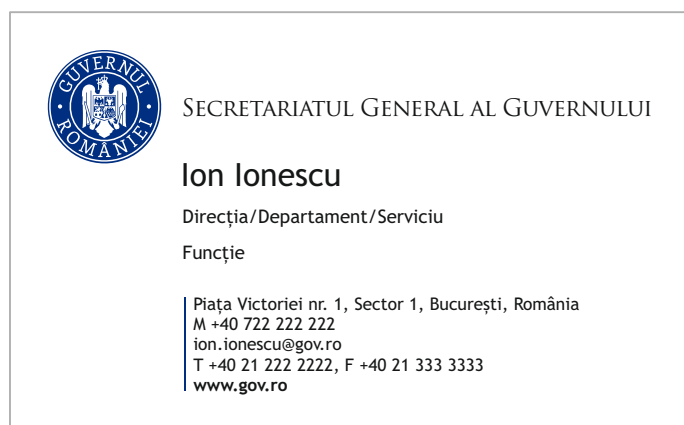 GUVERNUL ROMÂNIEI
Secretariatul General al Guvernului
Ion Ionescu
Direcția/Departament/Serviciu
Funcție
Piața Victoriei nr. 1, Sector 1, București, România
M +40 722 222 222
ion.ionescu@gov.ro
T +40 21 222 2222, F +40 21 333 3333
www.gov.ro